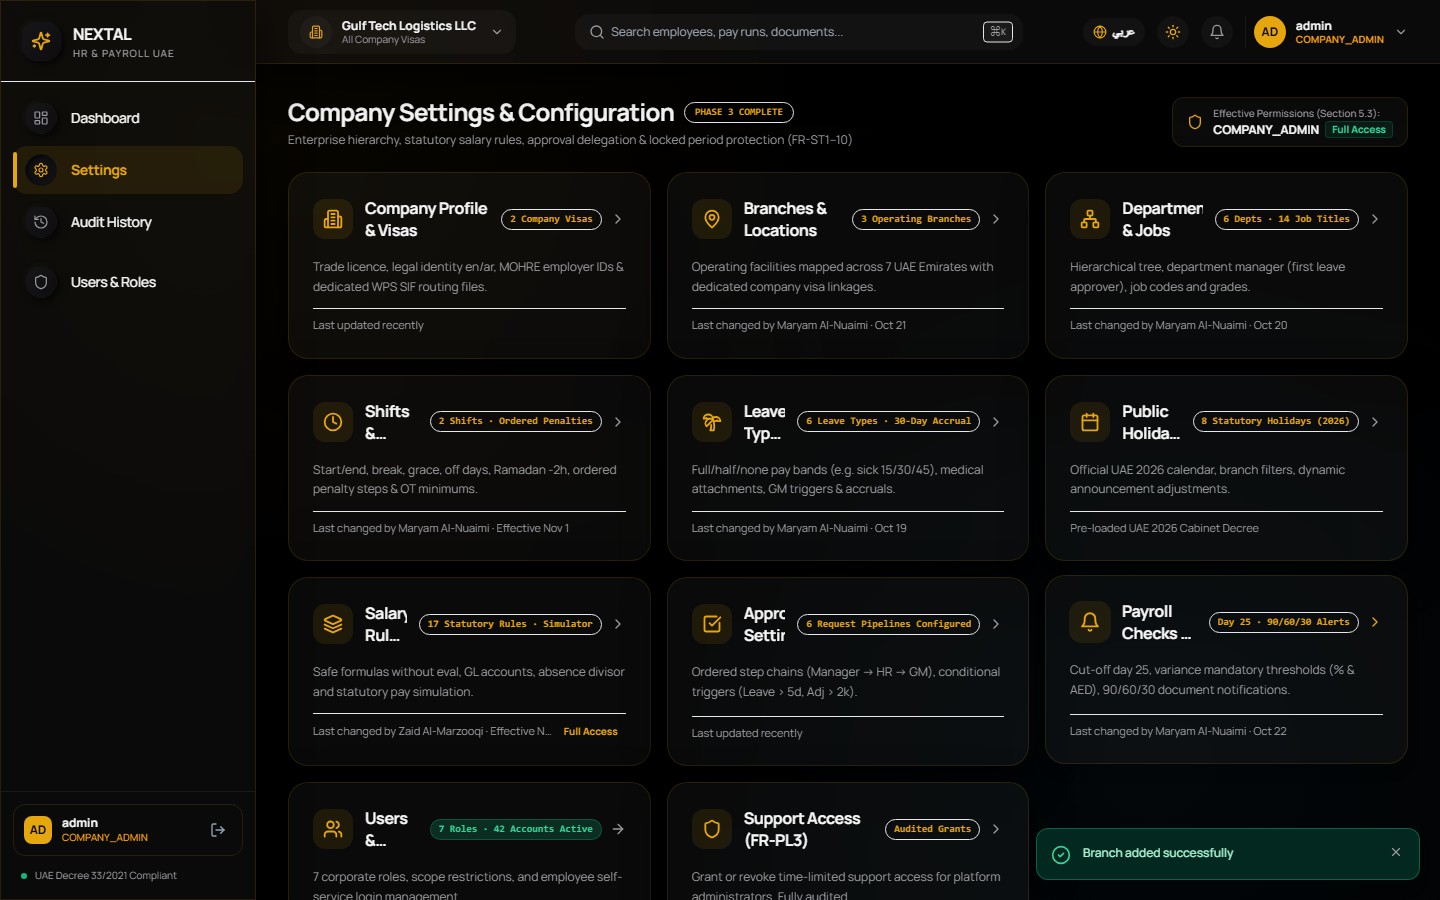 NEXTAL
HR & PAYROLL UAE
Dashboard
Settings
Audit History
Users & Roles
AD
admin
COMPANY_ADMIN
UAE Decree 33/2021 Compliant
Gulf Tech Logistics LLC
All Company Visas
Search employees, pay runs, documents...
⌘K
عربي
AD
admin
COMPANY_ADMIN
Company Settings & Configuration
PHASE 3 COMPLETE
Enterprise hierarchy, statutory salary rules, approval delegation & locked period protection (FR-ST1–10)
Effective Permissions (Section 5.3):
COMPANY_ADMIN Full Access
Company Profile
& Visas
2 Company Visas
Trade licence, legal identity en/ar, MOHRE employer IDs &
dedicated WPS SIF routing files.
Last updated recently
Branches &
Locations
3 Operating Branches
Operating facilities mapped across 7 UAE Emirates with
dedicated company visa linkages.
Last changed by Maryam Al-Nuaimi · Oct 21
Departmen
& Jobs
6 Depts · 14 Job Titles
Hierarchical tree, department manager (first leave
approver), job codes and grades.
Last changed by Maryam Al-Nuaimi · Oct 20
Shifts
&...
2 Shifts · Ordered Penalties
Start/end, break, grace, off days, Ramadan -2h, ordered
penalty steps & OT minimums.
Last changed by Maryam Al-Nuaimi · Effective Nov 1
Leave
Typ...
6 Leave Types · 30-Day Accrual
Full/half/none pay bands (e.g. sick 15/30/45), medical
attachments, GM triggers & accruals.
Last changed by Maryam Al-Nuaimi · Oct 19
Public
Holida...
8 Statutory Holidays (2026)
Official UAE 2026 calendar, branch filters, dynamic
announcement adjustments.
Pre-loaded UAE 2026 Cabinet Decree
Salary
Rul...
17 Statutory Rules · Simulator
Safe formulas without eval, GL accounts, absence divisor
and statutory pay simulation.
Last changed by Zaid Al-Marzooqi · Effective N... Full Access
Appro
Settin
6 Request Pipelines Configured
Ordered step chains (Manager → HR → GM), conditional
triggers (Leave > 5d, Adj > 2k).
Last updated recently
Payroll
Checks ...
Day 25 · 90/60/30 Alerts
Cut-off day 25, variance mandatory thresholds (% &
AED), 90/60/30 document notifications.
Last changed by Maryam Al-Nuaimi · Oct 22
Users
&...
7 Roles · 42 Accounts Active
7 corporate roles, scope restrictions, and employee self-
service login management.
Support Access
(FR-PL3)
Audited Grants
Grant or revoke time-limited support access for platform
administrators. Fully audited.
Branch added successfully